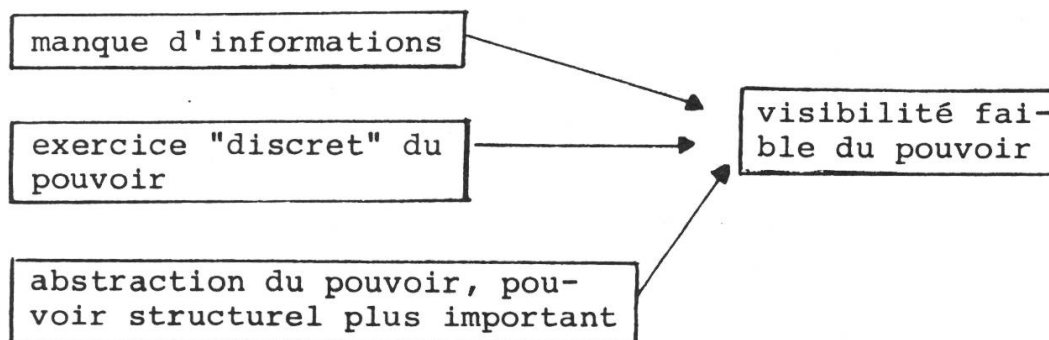 manque d'informations
exercice "discret" du
pouvoir
visibilité fai-
ble du pouvoir
abstraction du pouvoir, pou-
voir structurel plus important